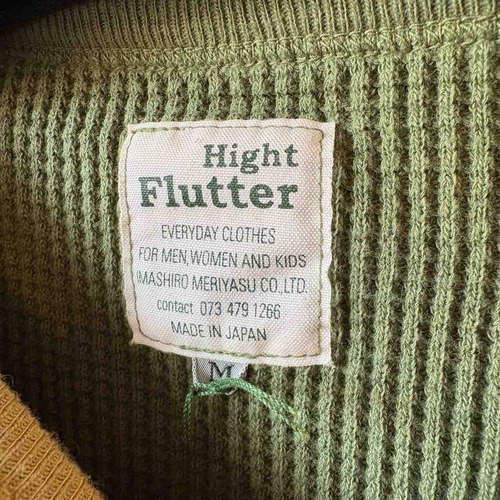 Hight
Flutter
EVERYDAY CLOTHES
FOR MEN, WOMEN AND KIDS
IMASHIRO MERIYASU CO., LTD.
contact 073 479 1266
MADE IN JAPAN
M